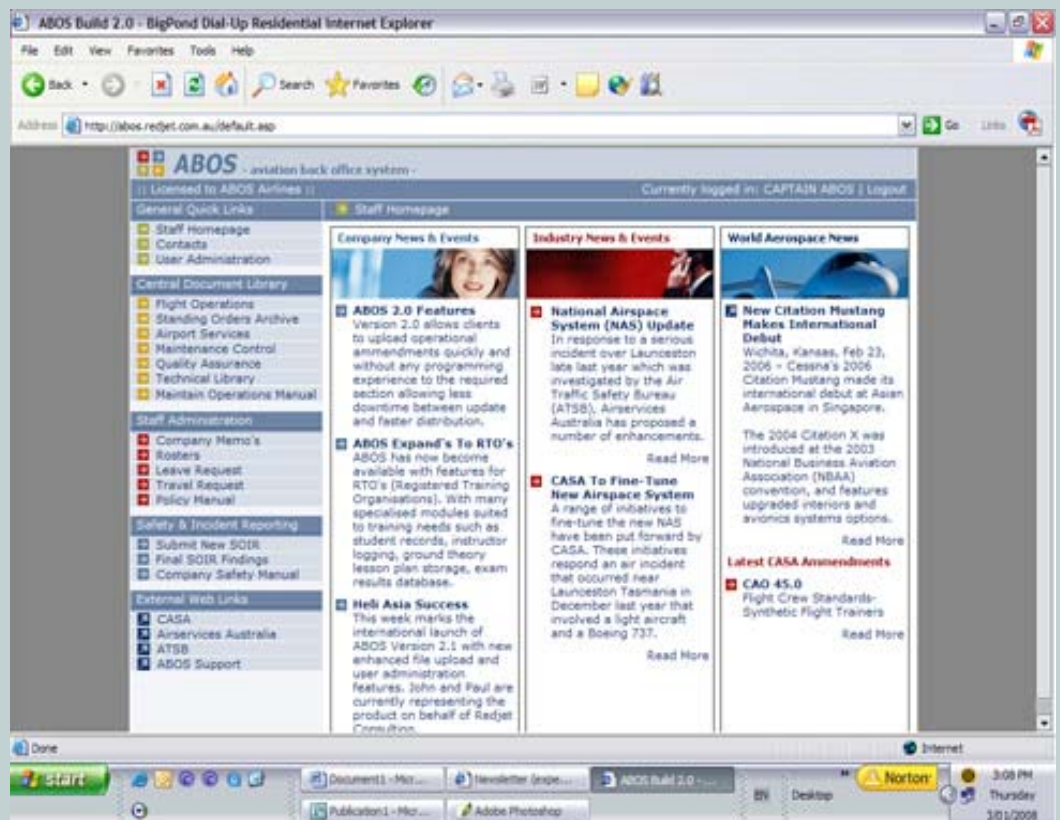 ABOS Build 2.0 - BigPond Dial-Up Residential Internet Explorer
File Edit View Favorites Tools Help
Back Search Favorites
Address http://abos.redjet.com.au/default.asp Go Links
ABOS - aviation back office system -
:: Licensed to ABOS Airlines :: Currently logged in: CAPTAIN ABOS | Logout
General Quick Links
Staff Homepage
Contacts
User Administration
Central Document Library
Flight Operations
Standing Orders Archive
Airport Services
Maintenance Control
Quality Assurance
Technical Library
Maintain Operations Manual
Staff Administration
Company Memo's
Rosters
Leave Request
Travel Request
Policy Manual
Safety & Incident Reporting
Submit New SOIR
Final SOIR Findings
Company Safety Manual
External Web Links
CASA
Airservices Australia
ATSB
ABOS Support
Staff Homepage
Company News & Events
ABOS 2.0 Features
Version 2.0 allows clients
to upload operational
ammendments quickly and
without any programming
experience to the required
section allowing less
downtime between update
and faster distribution.
ABOS Expand's To RTO's
ABOS has now become
available with features for
RTO's (Registered Training
Organisations). With many
specialised modules suited
to training needs such as
student records, instructor
logging, ground theory
lesson plan storage, exam
results database.
Heli Asia Success
This week marks the
international launch of
ABOS Version 2.1 with new
enhanced file upload and
user administration
features. John and Paul are
currently representing the
product on behalf of Redjet
Consulting.
Industry News & Events
National Airspace
System (NAS) Update
In response to a serious
incident over Launceston
late last year which was
investigated by the Air
Traffic Safety Bureau
(ATSB), Airservices
Australia has proposed a
number of enhancements.
Read More
CASA To Fine-Tune
New Airspace System
A range of initiatives to
fine-tune the new NAS
have been put forward by
CASA. These initiatives
respond an air incident
that occurred near
Launceston Tasmania in
December last year that
involved a light aircraft
and a Boeing 737.
Read More
World Aerospace News
New Citation Mustang
Makes International
Debut
Wichita, Kansas, Feb 23,
2006 - Cessna's 2006
Citation Mustang made its
international debut at Asian
Aerospace in Singapore.
The 2004 Citation X was
introduced at the 2003
National Business Aviation
Association (NBAA)
convention, and features
upgraded interiors and
avionics systems options.
Read More
Latest CASA Ammendments
CAO 45.0
Flight Crew Standards-
Synthetic Flight Trainers
Read More
Done Internet
start Document1 - Micr... Newsletter (expe... ABOS Build 2.0 - ... EN Desktop Norton 3:08 PM
Thursday
Publication1 - Micr... Adobe Photoshop 3/01/2008